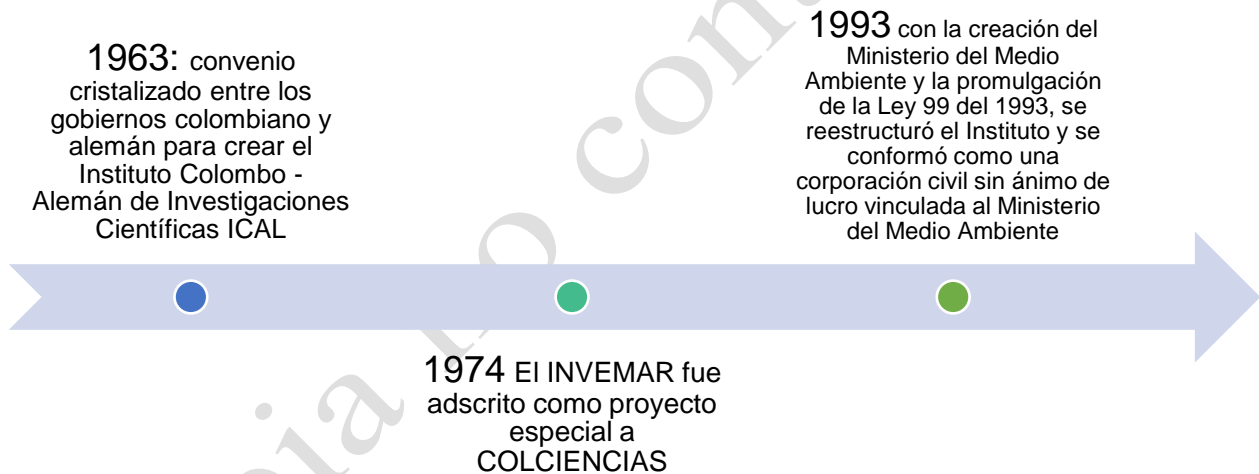 1963: convenio
cristalizado entre los
gobiernos colombiano y
alemán para crear el
Instituto Colombo -
Alemán de Investigaciones
Científicas ICAL
1974 El INVEMAR fue
adscrito como proyecto
especial a
COLCIENCIAS
1993 con la creación del
Ministerio del Medio
Ambiente y la promulgación
de la Ley 99 del 1993, se
reestructuró el Instituto y se
conformó como una
corporación civil sin ánimo de
lucro vinculada al Ministerio
del Medio Ambiente